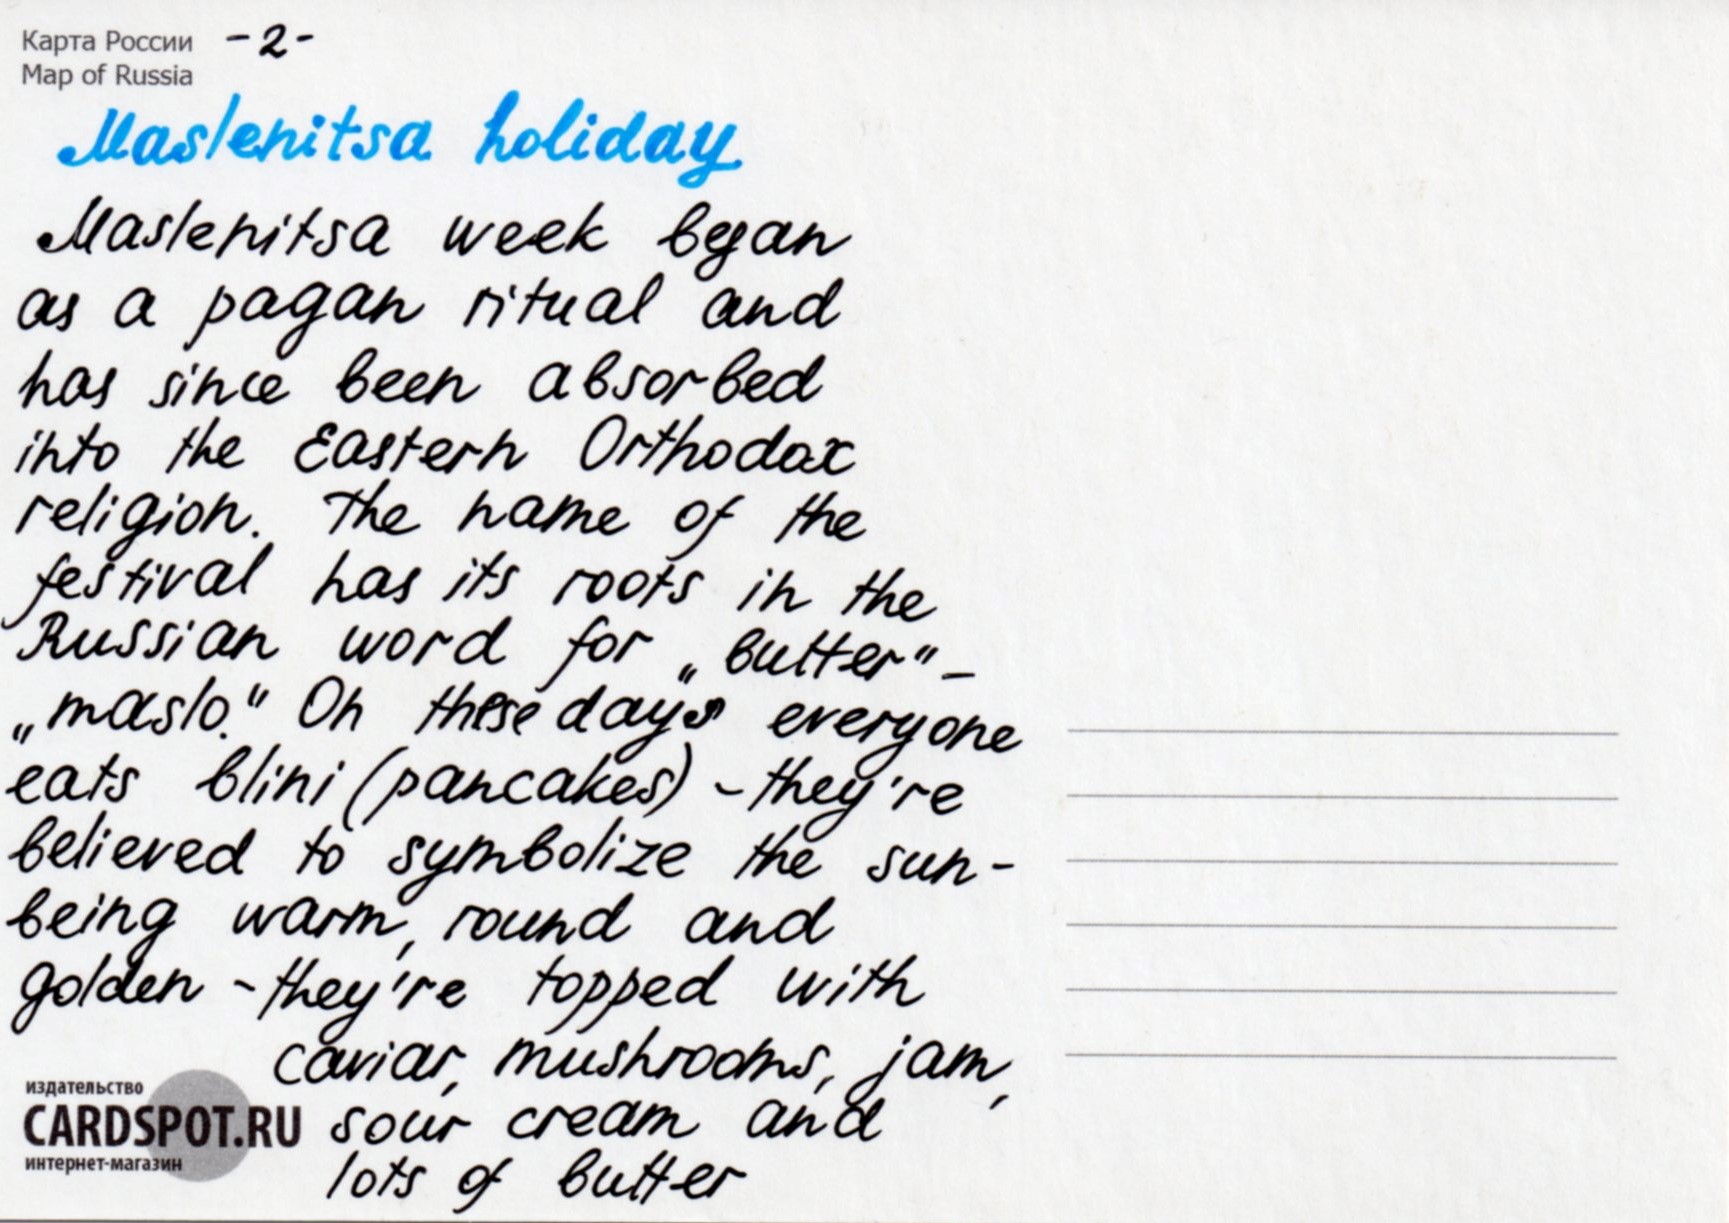 Карта России -2-
Map of Russia
Maslenitsa holiday
Maslenitsa week began
as a pagan ritual and
has since been absorbed
into the Eastern Orthodox
religion. The name of the
festival has its roots in the
Russian word for „butter" -
„maslo." On these days everyone
eats blini (pancakes) - they're
believed to symbolize the sun -
being warm, round and
golden - they're topped with
caviar, mushrooms, jam,
sour cream and
lots of butter
издательство
CARDSPOT.RU
интернет-магазин